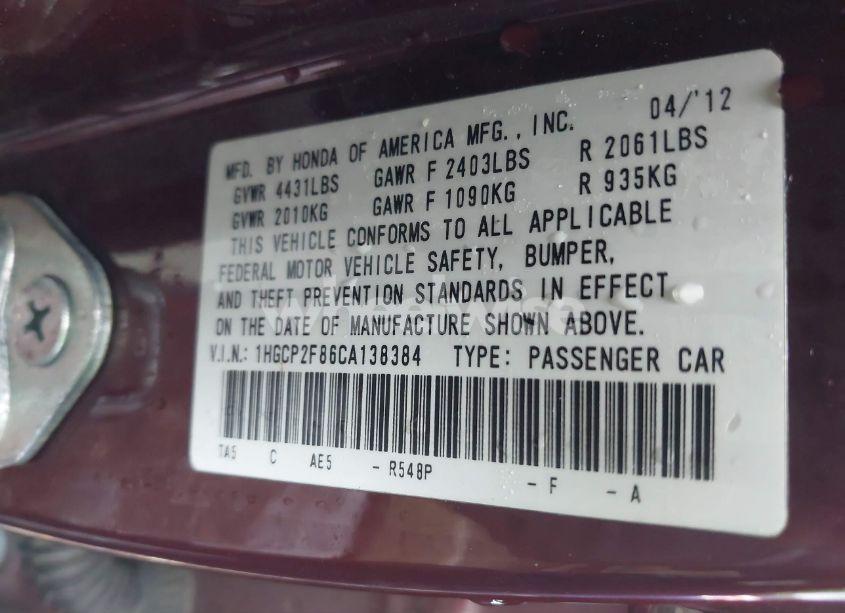 04/'12
MFD. BY HONDA OF AMERICA MFG., INC.
GVWR 4431LBS GAWR F 2403LBS R 2061LBS
GVWR 2010KG GAWR F 1090KG R 935KG
THIS VEHICLE CONFORMS TO ALL APPLICABLE
FEDERAL MOTOR VEHICLE SAFETY, BUMPER,
AND THEFT PREVENTION STANDARDS IN EFFECT
ON THE DATE OF MANUFACTURE SHOWN ABOVE.
V.I.N.: 1HGCP2F86CA138384 TYPE: PASSENGER CAR
TA5 C AE5 - R548P - F - A